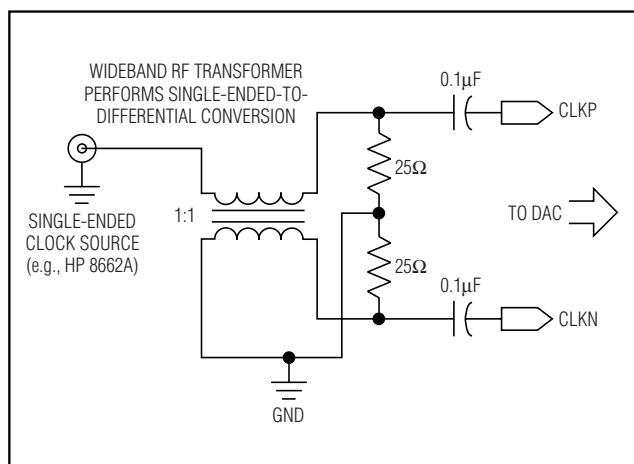 WIDEBAND RF TRANSFORMER
PERFORMS SINGLE-ENDED-TO-
DIFFERENTIAL CONVERSION
0.1μF
CLKP
25Ω
SINGLE-ENDED
CLOCK SOURCE
(e.g., HP 8662A)
1:1
TO DAC
25Ω
0.1μF
CLKN
GND